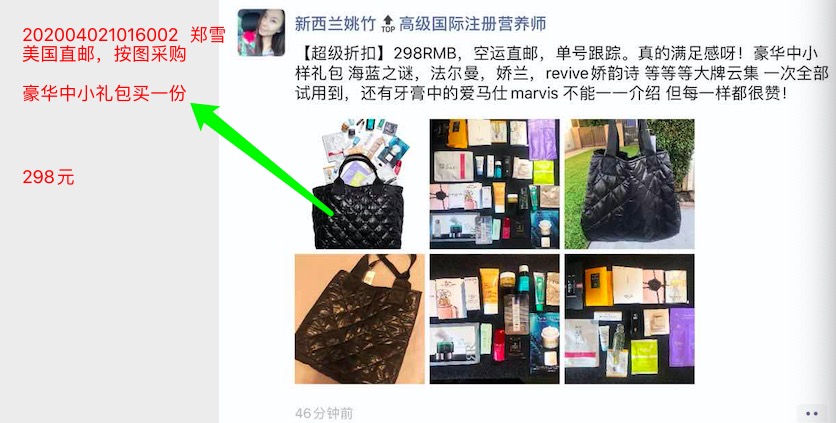 202004021016002 郑雪
美国直邮，按图采购
豪华中小礼包买一份
298元
新西兰姚竹🔝高级国际注册营养师
【超级折扣】298RMB，空运直邮，单号跟踪。真的满足感呀！豪华中小
样礼包 海蓝之谜，法尔曼，娇兰，revive娇韵诗 等等等大牌云集 一次全部
试用到，还有牙膏中的爱马仕marvis 不能一一介绍 但每一样都很赞！
46分钟前